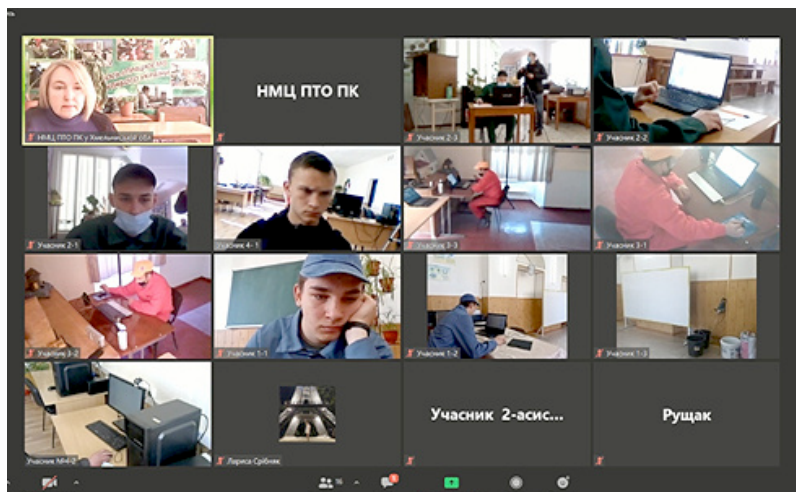 НМЦ ПТО ПК у Хмельницькій обл
НМЦ ПТО ПК
Учасник 2-3
Учасник 2-2
Учасник 2-1
Учасник 4-1
Учасник 3-3
Учасник 3-1
Учасник 3-2
Учасник 1-1
Учасник 1-2
Учасник 1-3
Учасник №4-2
Лариса Срібняк
Учасник 2-асис...
Рущак
16